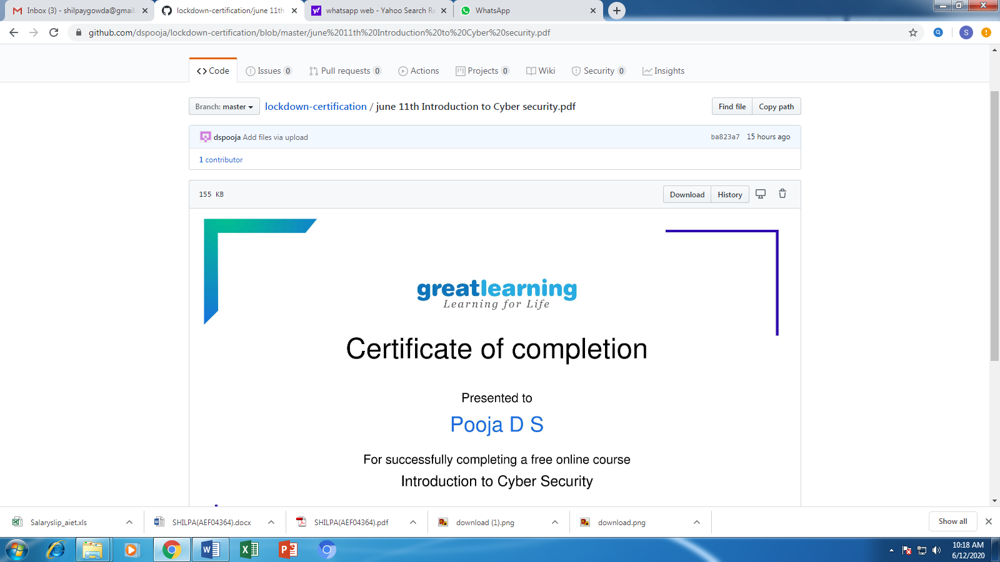 Inbox (3) - shilpaygowda@gmail.
lockdown-certification/june 11th
whatsapp web - Yahoo Search Re
WhatsApp
github.com/dspooja/lockdown-certification/blob/master/june%2011th%20Introduction%20to%20Cyber%20security.pdf
S
Code
Issues 0
Pull requests 0
Actions
Projects 0
Wiki
Security 0
Insights
Branch: master
lockdown-certification / june 11th Introduction to Cyber security.pdf
Find file
Copy path
dspooja Add files via upload
ba823a7 15 hours ago
1 contributor
155 KB
Download
History
greatlearning
Learning for Life
Certificate of completion
Presented to
Pooja D S
For successfully completing a free online course
Introduction to Cyber Security
Salaryslip_aiet.xls
SHILPA(AEF04364).docx
SHILPA(AEF04364).pdf
download (1).png
download.png
Show all
10:18 AM
6/12/2020